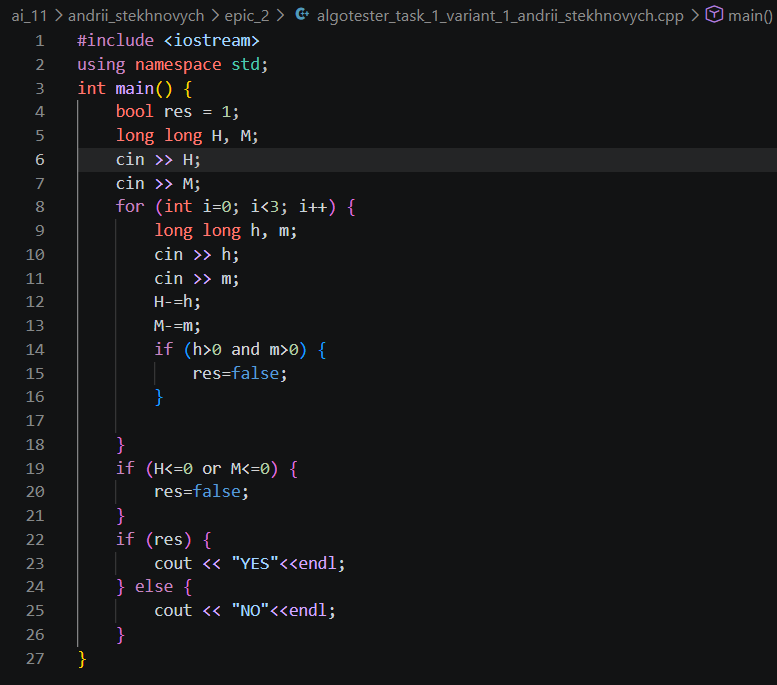 ai_11 > andrii_stekhnovych > epic_2 > algotester_task_1_variant_1_andrii_stekhnovych.cpp > main()
1 #include <iostream>
2 using namespace std;
3 int main() {
4 bool res = 1;
5 long long H, M;
6 cin >> H;
7 cin >> M;
8 for (int i=0; i<3; i++) {
9 long long h, m;
10 cin >> h;
11 cin >> m;
12 H-=h;
13 M-=m;
14 if (h>0 and m>0) {
15 res=false;
16 }
17
18 }
19 if (H<=0 or M<=0) {
20 res=false;
21 }
22 if (res) {
23 cout << "YES"<<endl;
24 } else {
25 cout << "NO"<<endl;
26 }
27 }